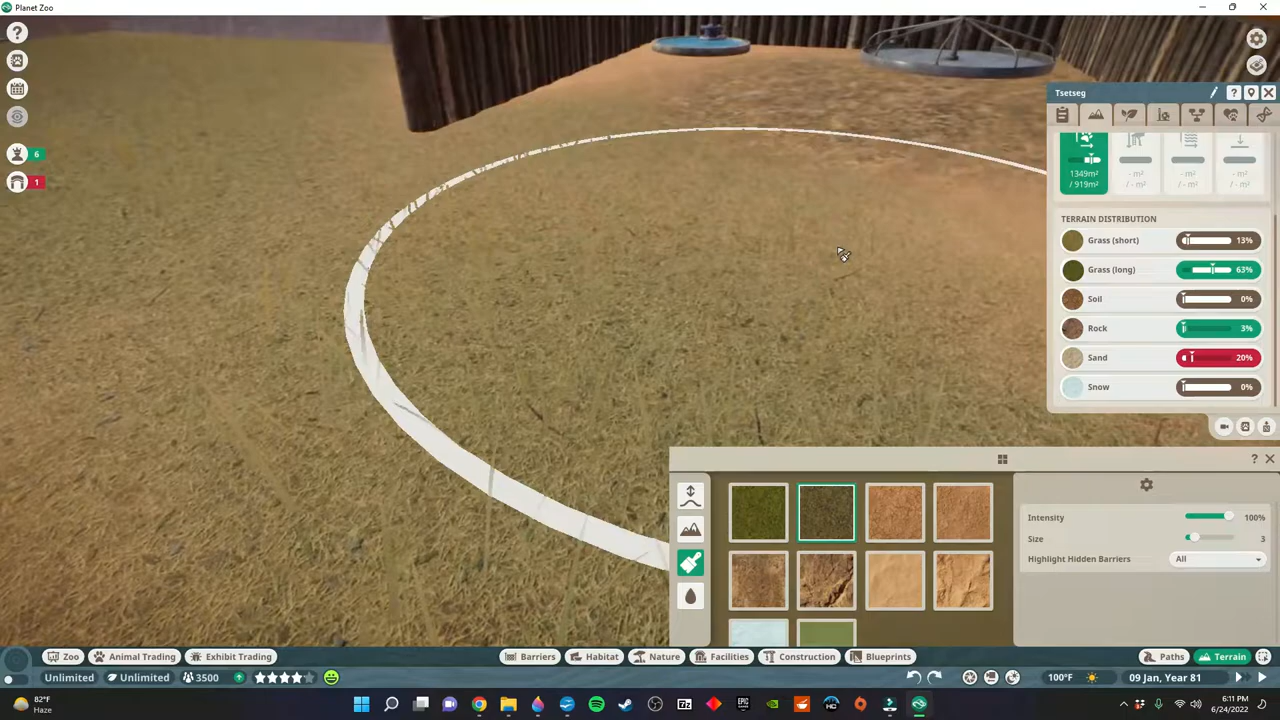 Planet Zoo
6
1
Tsetseg
1349m²
/ 919m²
- m²
/ - m²
- m²
/ - m²
- m²
/ - m²
TERRAIN DISTRIBUTION
Grass (short) 13%
Grass (long) 63%
Soil 0%
Rock 3%
Sand 20%
Snow 0%
Intensity 100%
Size 3
Highlight Hidden Barriers All
Zoo Animal Trading Exhibit Trading Barriers Habitat Nature Facilities Construction Blueprints Paths Terrain
Unlimited Unlimited 3500 100°F 09 Jan, Year 81
82°F
Haze
6:11 PM
6/24/2022